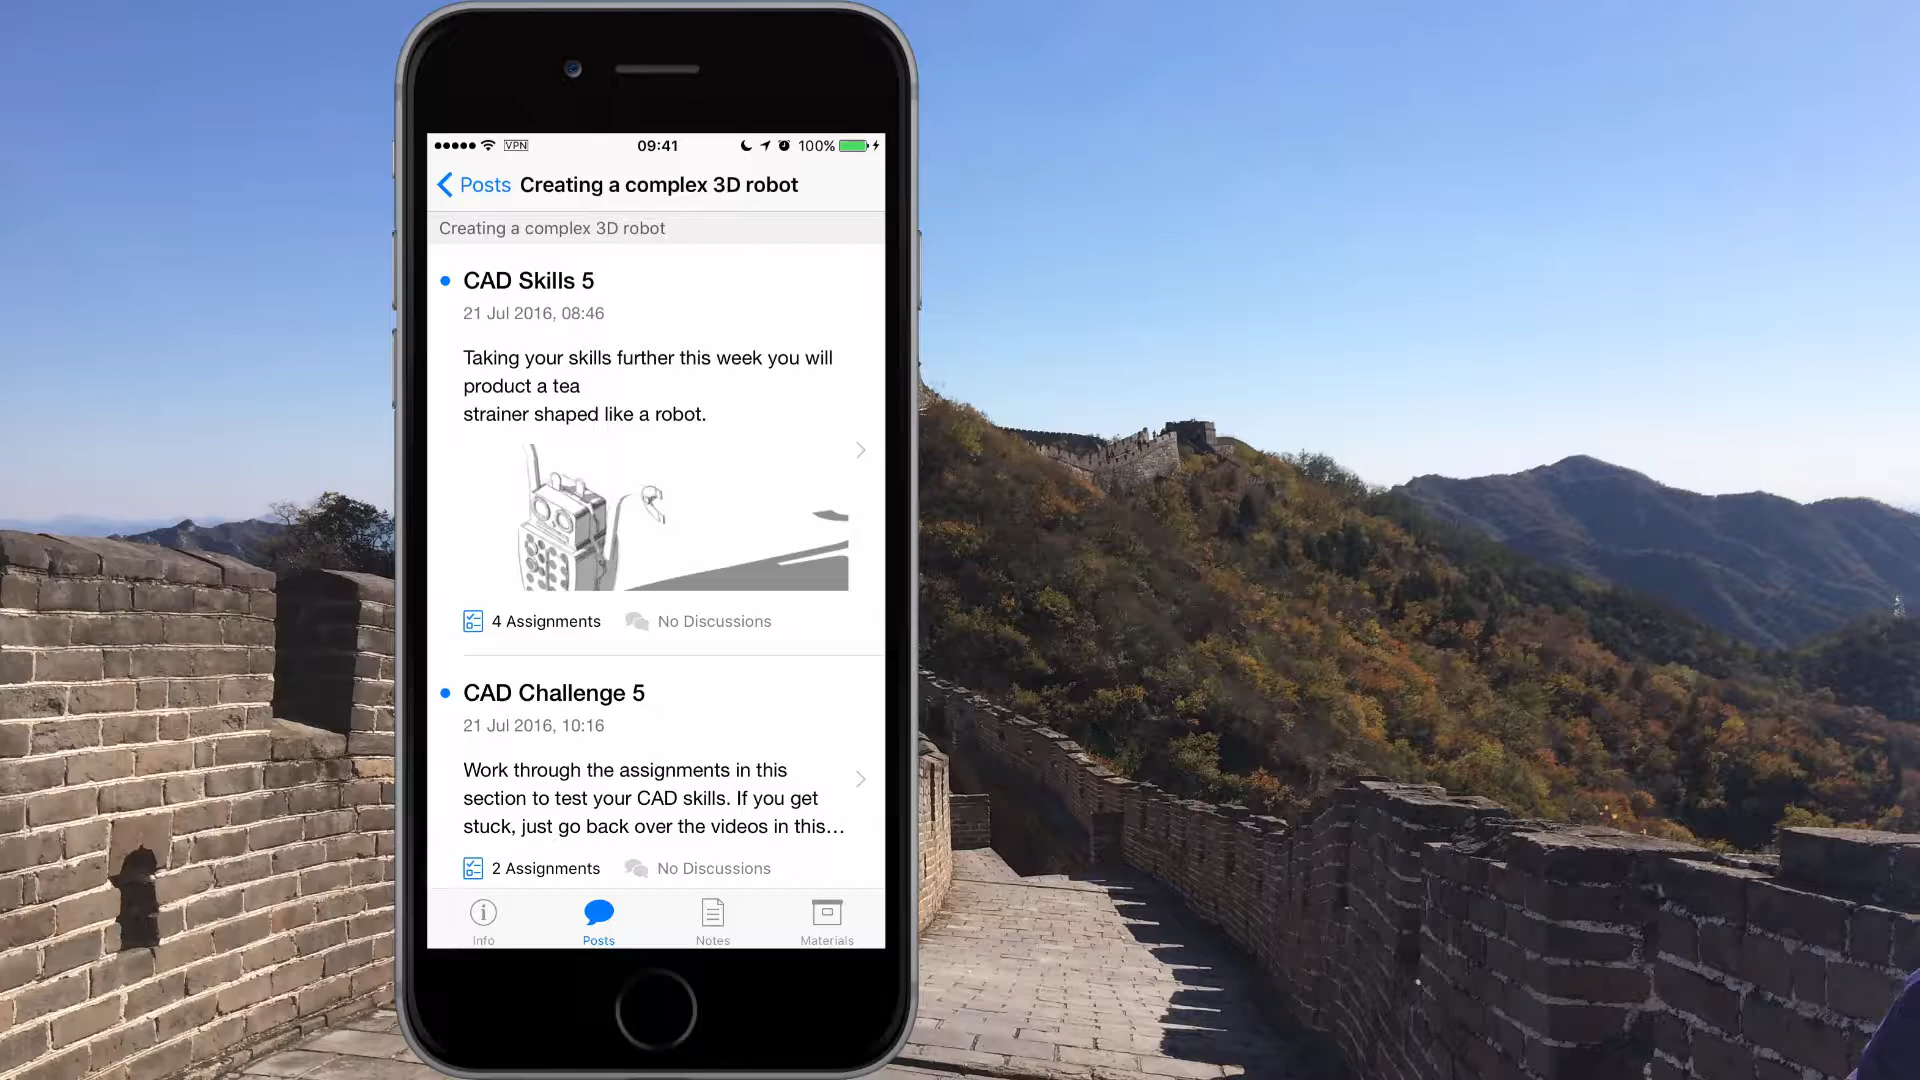 VPN 09:41 100%
Posts Creating a complex 3D robot
Creating a complex 3D robot
CAD Skills 5
21 Jul 2016, 08:46
Taking your skills further this week you will
product a tea
strainer shaped like a robot.
4 Assignments No Discussions
CAD Challenge 5
21 Jul 2016, 10:16
Work through the assignments in this
section to test your CAD skills. If you get
stuck, just go back over the videos in this…
2 Assignments No Discussions
Info Posts Notes Materials